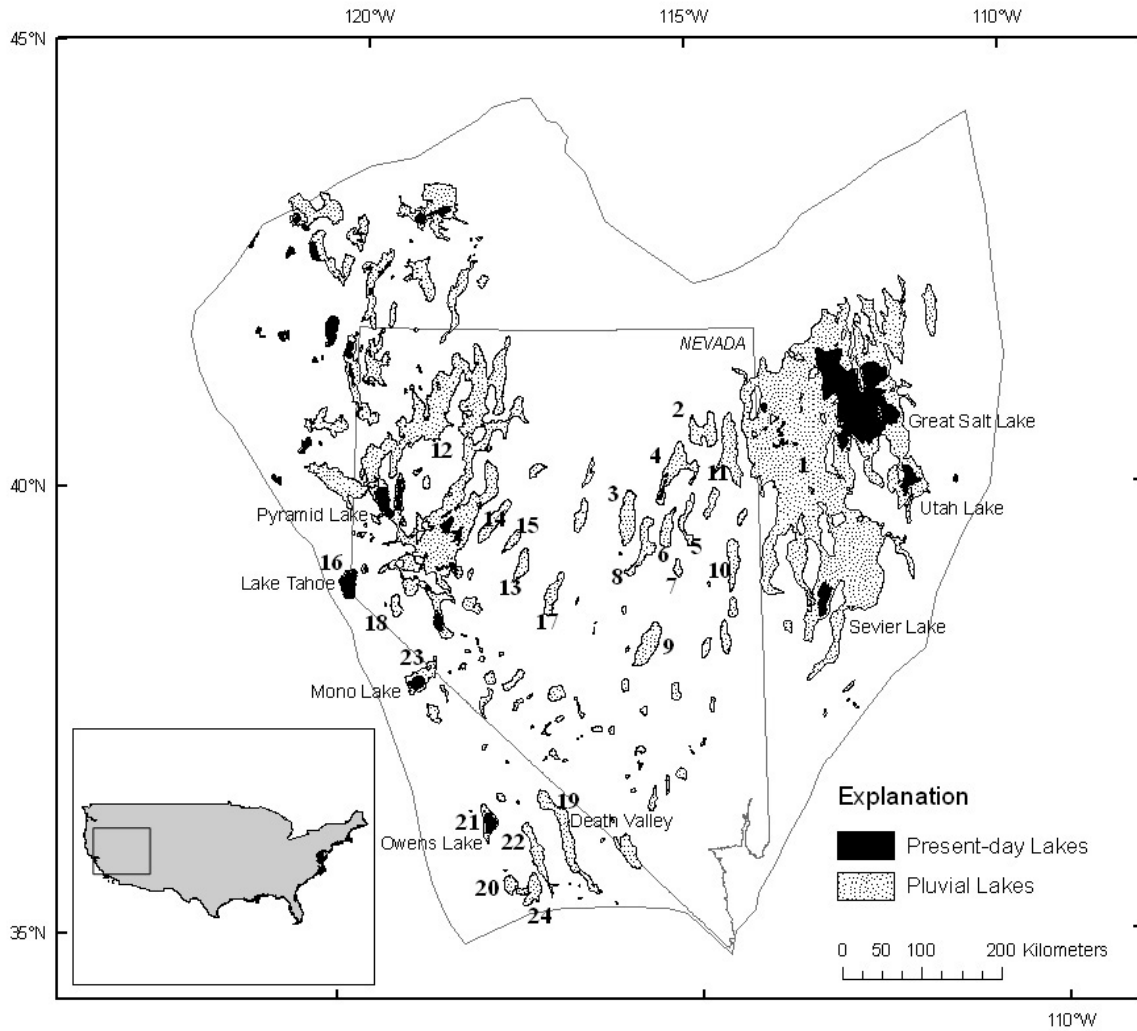 120°W
115°W
110°W
45°N
NEVADA
2
Great Salt Lake
12
4
11
1
40°N
3
Pyramid Lake
14
15
Utah Lake
16
6
5
Lake Tahoe
13
8
7
10
18
17
Sevier Lake
23
9
Mono Lake
Explanation
19
21
Death Valley
Owens Lake
22
Present-day Lakes
20
Pluvial Lakes
24
35°N
0 50 100 200 Kilometers
110°W